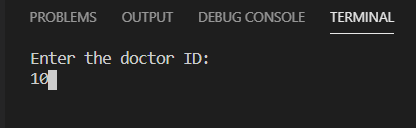 PROBLEMS OUTPUT DEBUG CONSOLE TERMINAL
Enter the doctor ID:
10